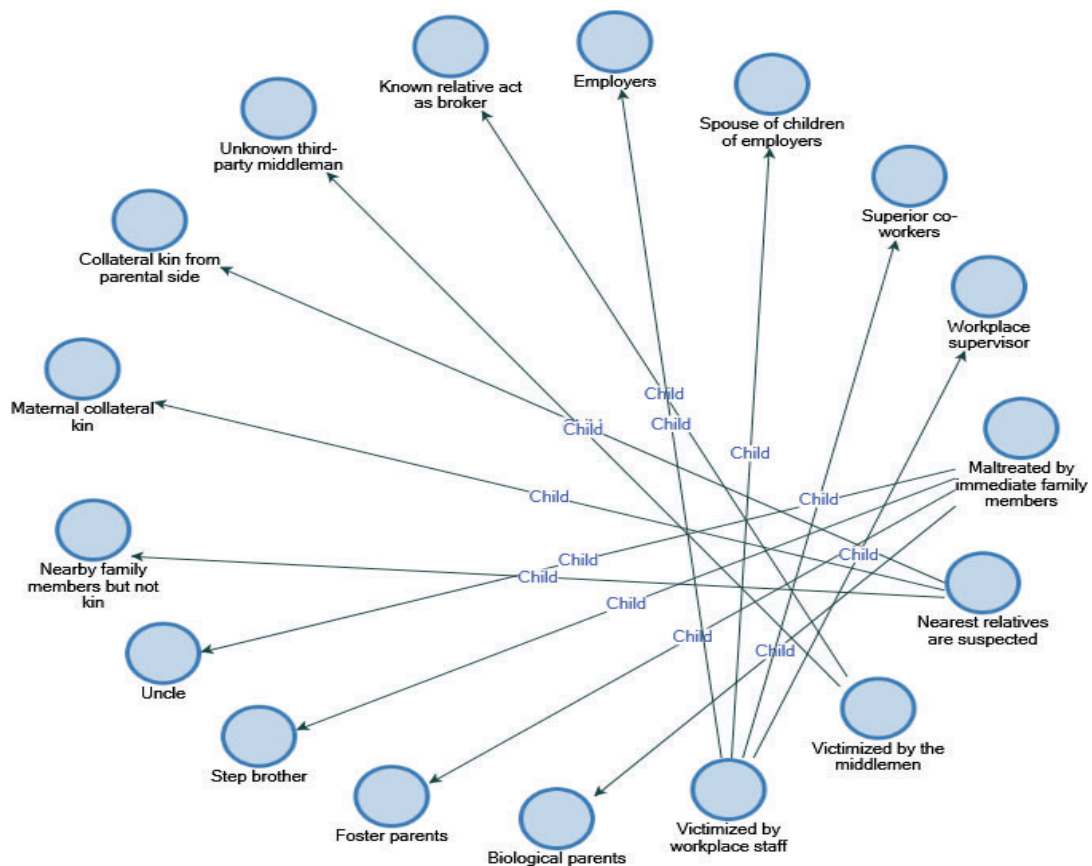 Known relative act
as broker
Employers
Spouse of children
of employers
Unknown third-
party middleman
Superior co-
workers
Collateral kin from
parental side
Workplace
supervisor
Maternal collateral
kin
Maltreated by
immediate family
members
Nearby family
members but not
kin
Nearest relatives
are suspected
Uncle
Victimized by the
middlemen
Step brother
Foster parents
Biological parents
Victimized by
workplace staff
Child
Child
Child
Child
Child
Child
Child
Child
Child
Child
Child
Child
Child